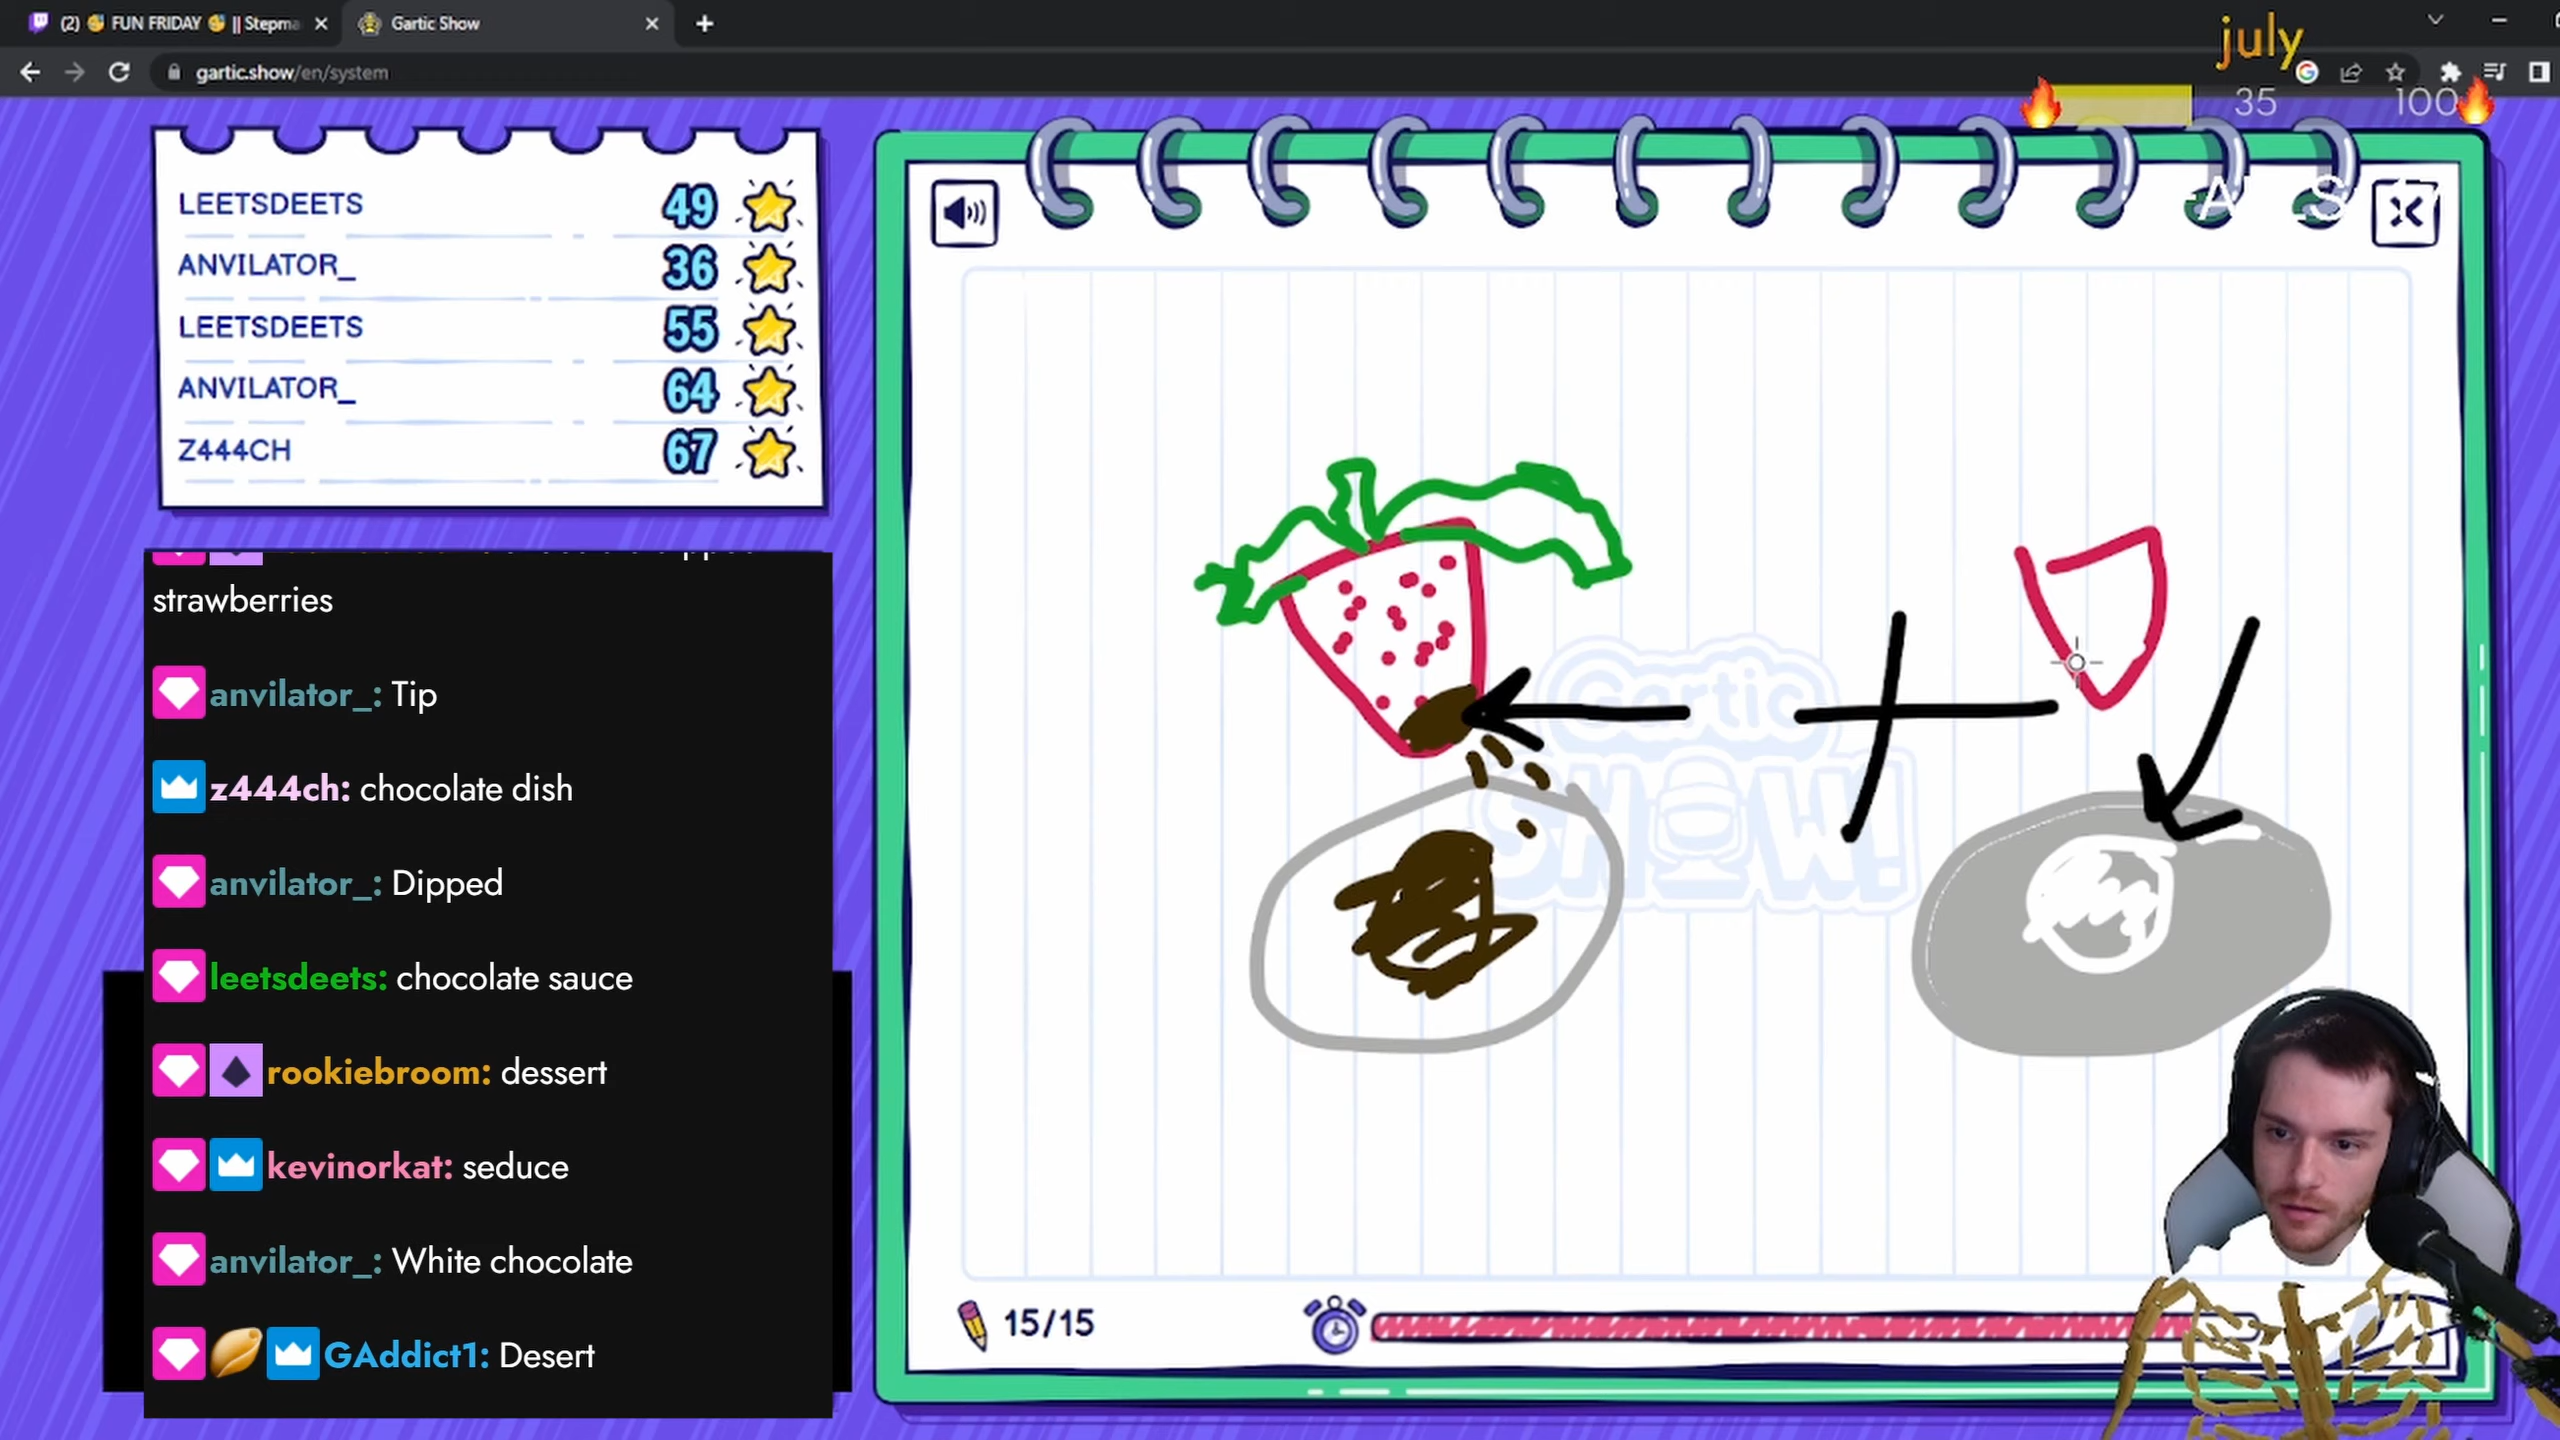 (2) FUN FRIDAY || Stepma
Gartic Show
july
gartic.show/en/system
35 100
LEETSDEETS 49
ANVILATOR_ 36
LEETSDEETS 55
ANVILATOR_ 64
Z444CH 67
strawberries
anvilator_: Tip
z444ch: chocolate dish
anvilator_: Dipped
leetsdeets: chocolate sauce
rookiebroom: dessert
kevinorkat: seduce
anvilator_: White chocolate
GAddict1: Desert
Gartic
SHOW!
15/15